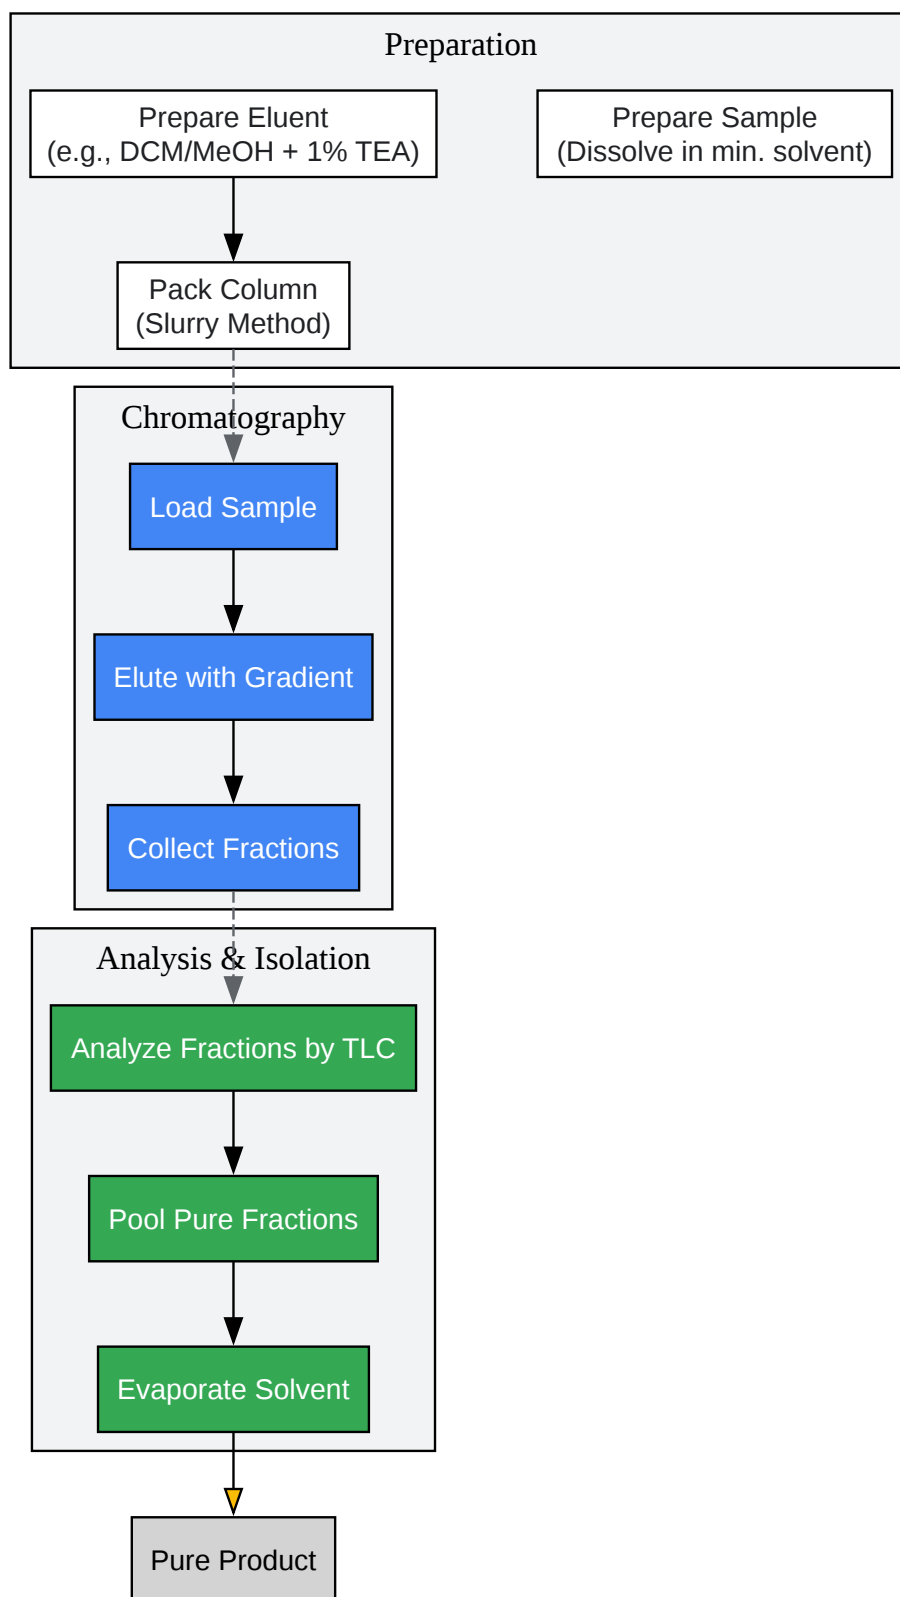 Preparation
Prepare Eluent
(e.g., DCM/MeOH + 1% TEA)
Prepare Sample
(Dissolve in min. solvent)
Pack Column
(Slurry Method)
Chromatography
Load Sample
Elute with Gradient
Collect Fractions
Analysis & Isolation
Analyze Fractions by TLC
Pool Pure Fractions
Evaporate Solvent
Pure Product